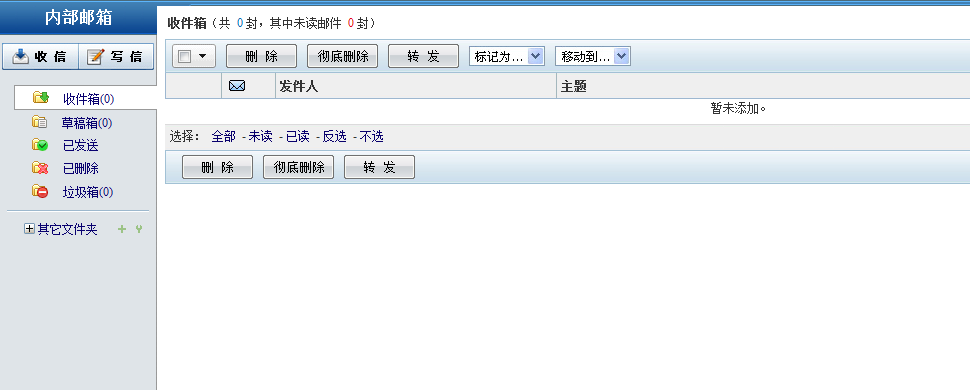 内部邮箱
收 信 写 信
收件箱(0)
草稿箱(0)
已发送
已删除
垃圾箱(0)
其它文件夹
收件箱(共 0封,其中未读邮件 0封)
删 除 彻底删除 转 发 标记为... 移动到...
发件人 主题
暂未添加。
选择: 全部 -未读 -已读 -反选 -不选
删 除 彻底删除 转 发